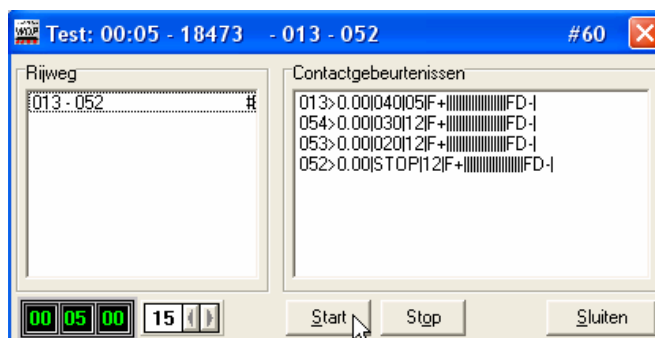 Test: 00:05 - 18473 - 013 - 052 #60
Rijweg
013 - 052 #
Contactgebeurtenissen
013>0.00|040|05|F+||||||||||||||||||FD-|
054>0.00|030|12|F+||||||||||||||||||FD-|
053>0.00|020|12|F+||||||||||||||||||FD-|
052>0.00|STOP|12|F+||||||||||||||||||FD-|
00 05 00
15
Start
Stop
Sluiten